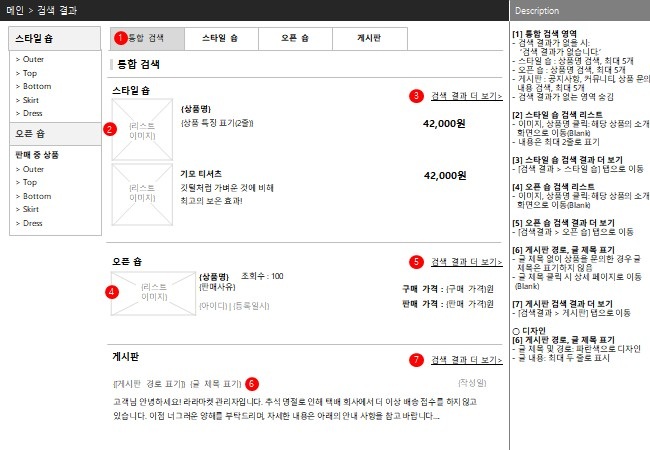 메인 > 검색 결과
스타일 숍
> Outer
> Top
> Bottom
> Skirt
> Dress
오픈 숍
판매 중 상품
> Outer
> Top
> Bottom
> Skirt
> Dress
1 통합 검색
스타일 숍
오픈 숍
게시판
통합 검색
스타일 숍
3 검색 결과 더 보기>
2
{리스트
이미지}
{상품명}
{상품 특징 표기(2줄)}
42,000원
{리스트
이미지}
기모 티셔츠
깃털처럼 가벼운 것에 비해
최고의 보온 효과!
42,000원
오픈 숍
5 검색 결과 더 보기>
4
{리스트
이미지}
{상품명} 조회수 : 100
{판매사유}
{아이디} | {등록일시}
구매 가격 : {구매 가격}원
판매 가격 : {판매 가격}원
게시판
7 검색 결과 더 보기>
{[게시판 경로 표기]} {글 제목 표기} 6
{작성일}
고객님 안녕하세요! 라라마켓 관리자입니다. 추석 명절로 인해 택배 회사에서 더 이상 배송 접수를 하지 않고
있습니다. 이점 너그러운 양해를 부탁드리며, 자세한 내용은 아래의 안내 사항을 참고 바랍니다...
Description
[1] 통합 검색 영역
- 검색 결과가 없을 시:
"검색 결과가 없습니다."
- 스타일 숍 : 상품명 검색, 최대 5개
- 오픈 숍 : 상품명 검색, 최대 5개
- 게시판 : 공지사항, 커뮤니티, 상품 문의
내용 검색, 최대 5개
- 검색 결과가 없는 영역 숨김
[2] 스타일 숍 검색 리스트
- 이미지, 상품명 클릭: 해당 상품의 소개
화면으로 이동(Blank)
- 내용은 최대 2줄로 표기
[3] 스타일 숍 검색 결과 더 보기
- [검색 결과 > 스타일 숍] 탭으로 이동
[4] 오픈 숍 검색 리스트
- 이미지, 상품명 클릭: 해당 상품의 소개
화면으로 이동(Blank)
[5] 오픈 숍 검색 결과 더 보기
- [검색결과 > 오픈 숍] 탭으로 이동
[6] 게시판 경로, 글 제목 표기
- 글 제목 없이 상품을 문의한 경우 글
제목은 표기하지 않음
- 글 제목 클릭 시 상세 페이지로 이동
(Blank)
[7] 게시판 검색 결과 더 보기
- [검색결과 > 게시판] 탭으로 이동
○ 디자인
[6] 게시판 경로, 글 제목 표기
- 글 제목 및 경로: 파란색으로 디자인
- 글 내용: 최대 두 줄로 표시